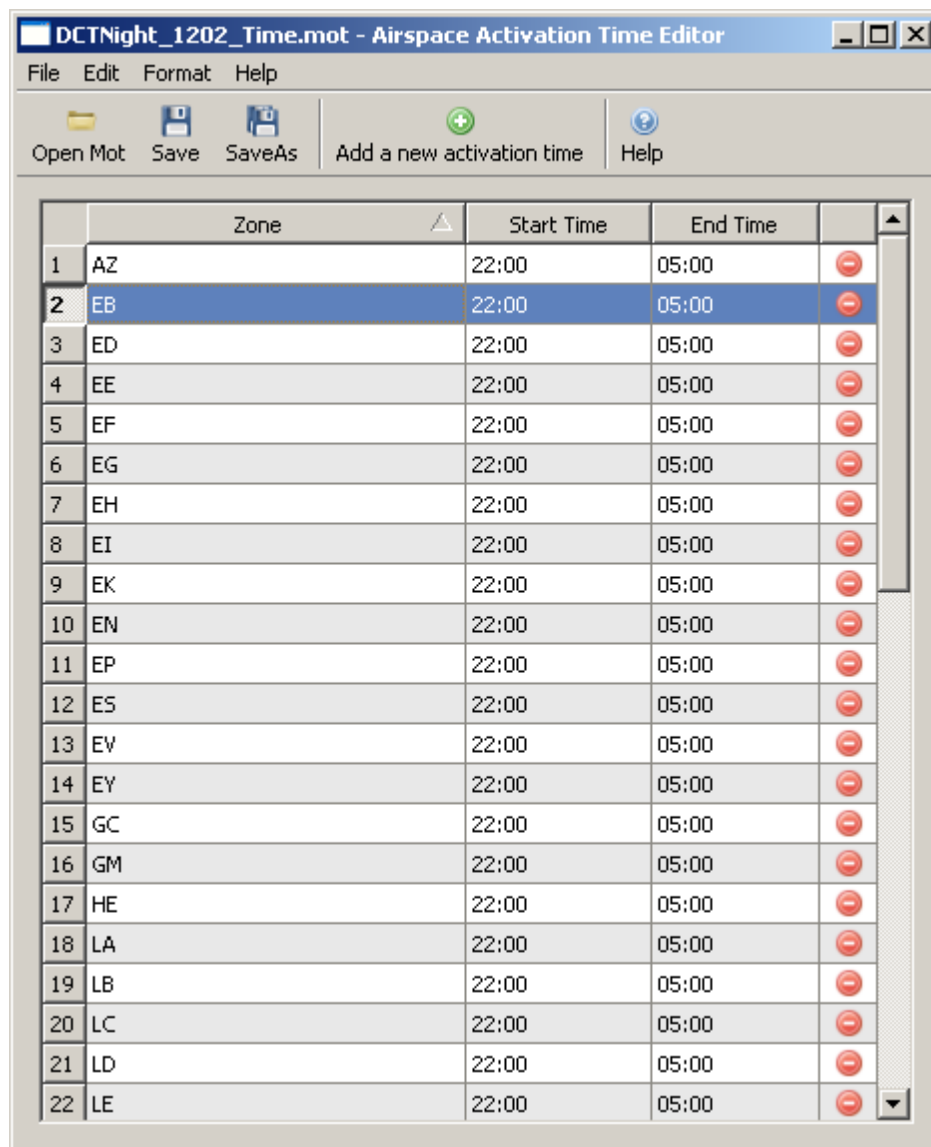 DCTNight_1202_Time.mot - Airspace Activation Time Editor
File Edit Format Help
Open Mot Save SaveAs Add a new activation time Help
Zone Start Time End Time
1 AZ 22:00 05:00
2 EB 22:00 05:00
3 ED 22:00 05:00
4 EE 22:00 05:00
5 EF 22:00 05:00
6 EG 22:00 05:00
7 EH 22:00 05:00
8 EI 22:00 05:00
9 EK 22:00 05:00
10 EN 22:00 05:00
11 EP 22:00 05:00
12 ES 22:00 05:00
13 EV 22:00 05:00
14 EY 22:00 05:00
15 GC 22:00 05:00
16 GM 22:00 05:00
17 HE 22:00 05:00
18 LA 22:00 05:00
19 LB 22:00 05:00
20 LC 22:00 05:00
21 LD 22:00 05:00
22 LE 22:00 05:00